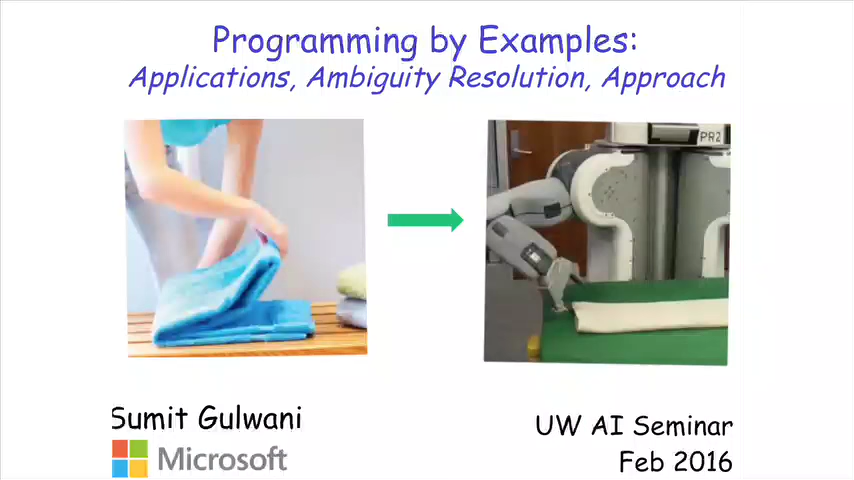 Programming by Examples:
Applications, Ambiguity Resolution, Approach
PR2
Sumit Gulwani
Microsoft
UW AI Seminar
Feb 2016